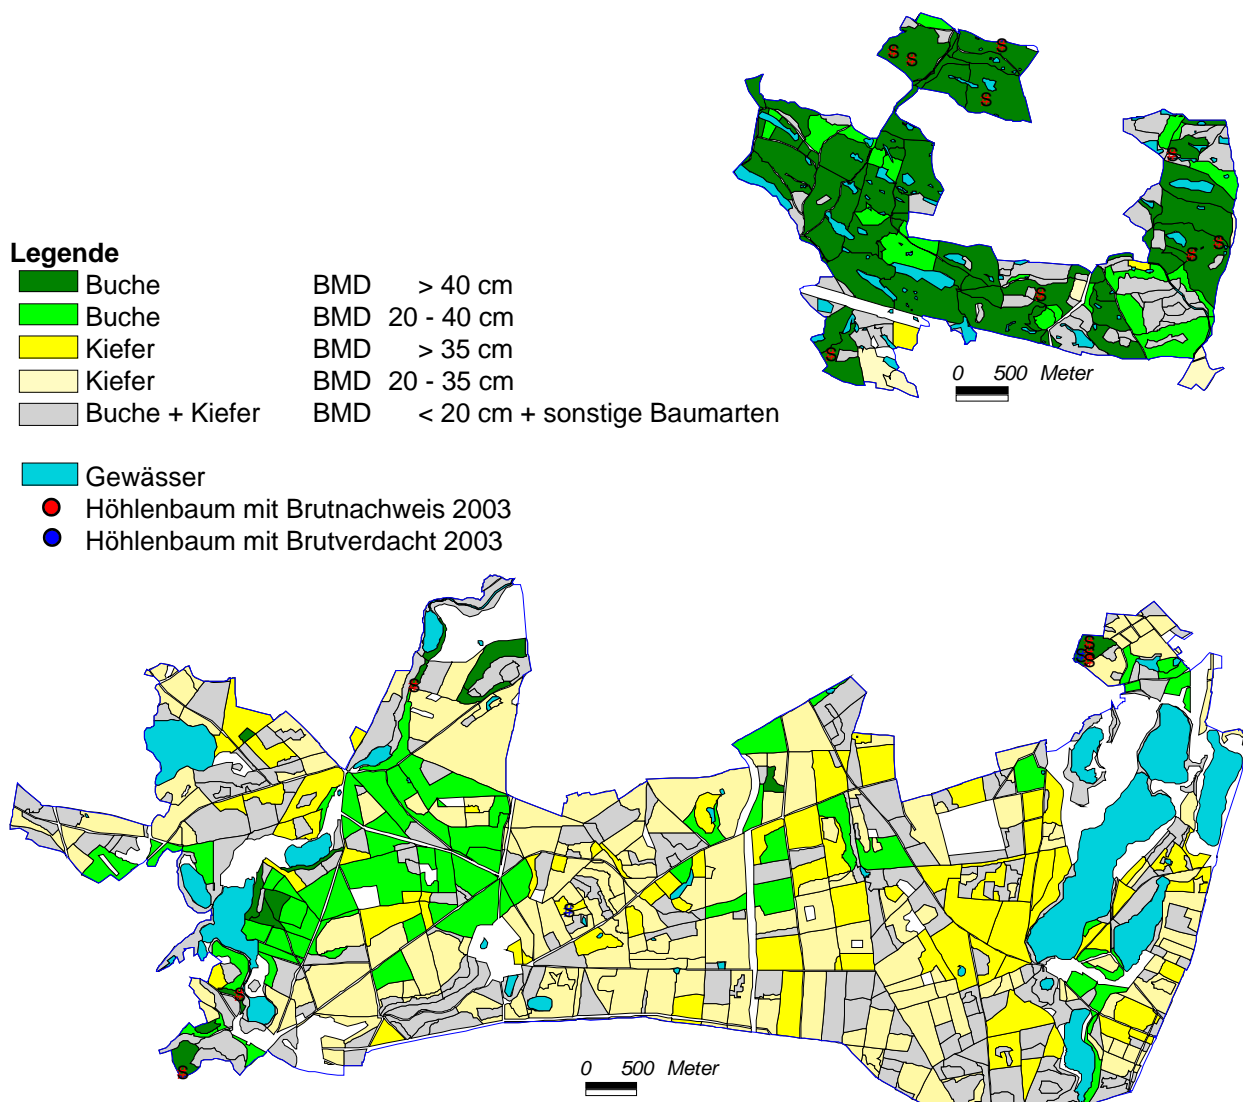 S
S S
S
S
S
S
S
S
0 500 Meter
Legende
Buche BMD > 40 cm
Buche BMD 20 - 40 cm
Kiefer BMD > 35 cm
Kiefer BMD 20 - 35 cm
Buche + Kiefer BMD < 20 cm + sonstige Baumarten
Gewässer
Höhlenbaum mit Brutnachweis 2003
Höhlenbaum mit Brutverdacht 2003
S
S
S
S
S
S
S
S
0 500 Meter